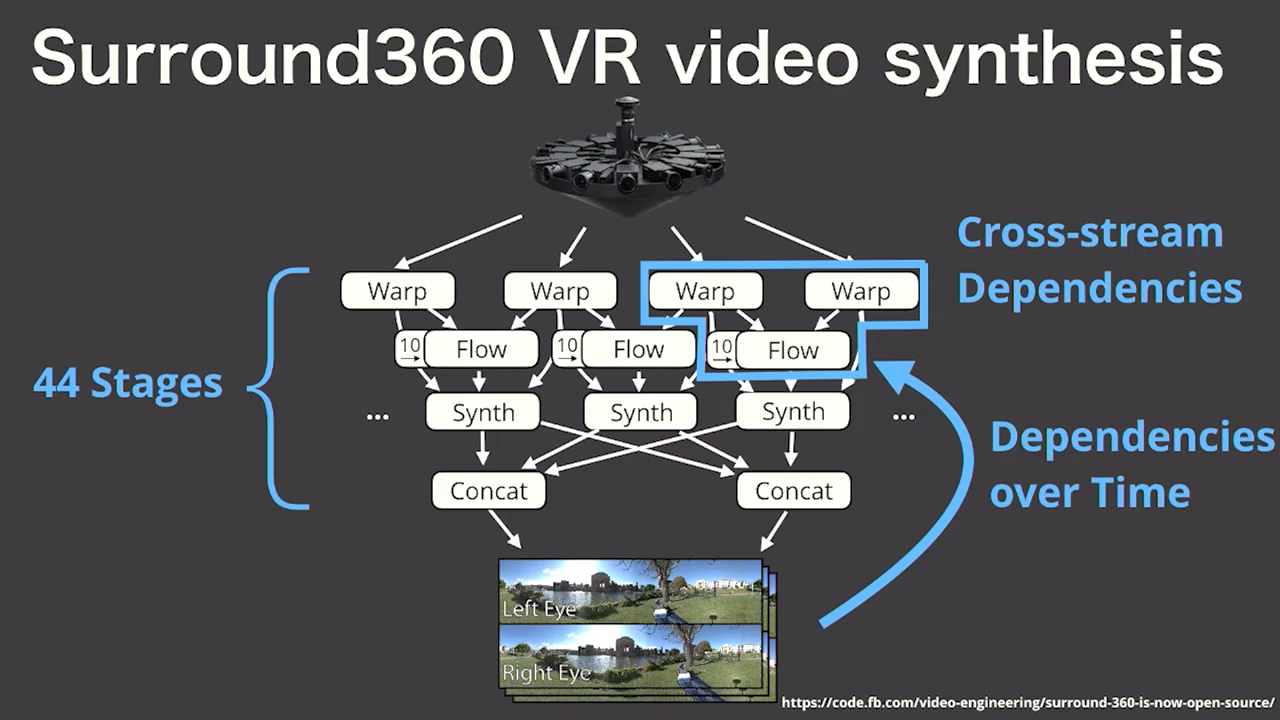 Surround360 VR video synthesis
Cross-stream
Dependencies
Warp
Warp
Warp
Warp
10
Flow
10
Flow
10
Flow
44 Stages
...
Synth
Synth
Synth
...
Dependencies
over Time
Concat
Concat
Left Eye
Right Eye
https://code.fb.com/video-engineering/surround-360-is-now-open-source/